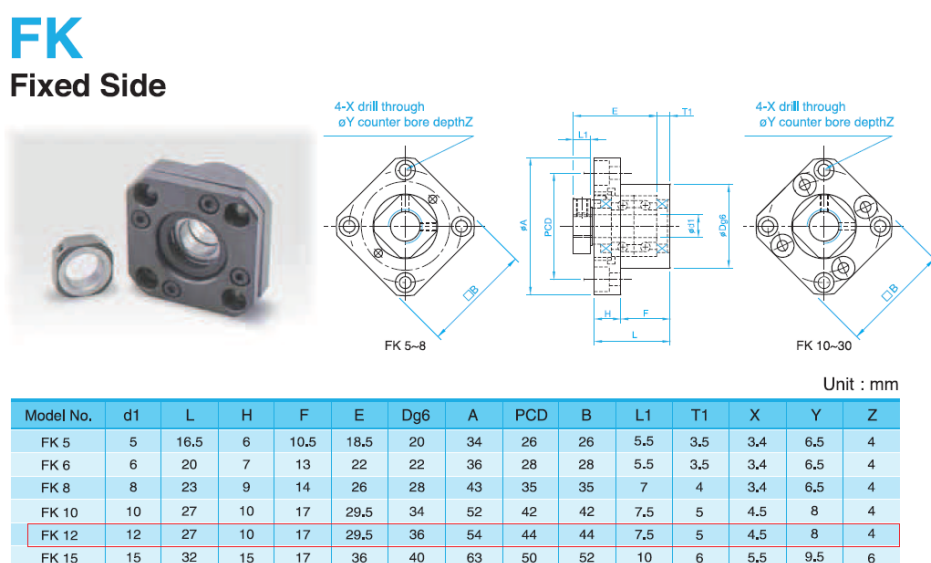 FK
Fixed Side
4-X drill through
øY counter bore depthZ
E
T1
L1
øA
PCD
ød1
øDg6
H
F
L
□B
FK 5~8
4-X drill through
øY counter bore depthZ
□B
FK 10~30
Unit : mm
Model No. d1 L H F E Dg6 A PCD B L1 T1 X Y Z
FK 5 5 16.5 6 10.5 18.5 20 34 26 26 5.5 3.5 3.4 6.5 4
FK 6 6 20 7 13 22 22 36 28 28 5.5 3.5 3.4 6.5 4
FK 8 8 23 9 14 26 28 43 35 35 7 4 3.4 6.5 4
FK 10 10 27 10 17 29.5 34 52 42 42 7.5 5 4.5 8 4
FK 12 12 27 10 17 29.5 36 54 44 44 7.5 5 4.5 8 4
FK 15 15 32 15 17 36 40 63 50 52 10 6 5.5 9.5 6